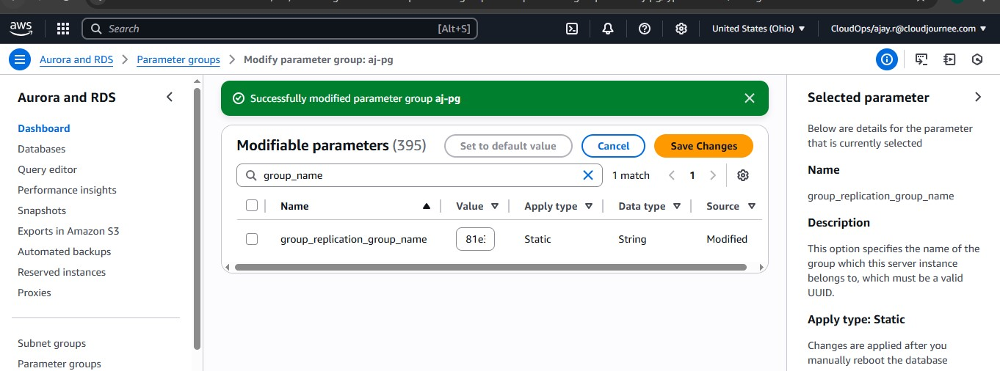 aws
Search
[Alt+S]
United States (Ohio)
CloudOps/ajay.r@cloudjournee.com
Aurora and RDS
Parameter groups
Modify parameter group: aj-pg
Aurora and RDS
Dashboard
Databases
Query editor
Performance insights
Snapshots
Exports in Amazon S3
Automated backups
Reserved instances
Proxies
Subnet groups
Parameter groups
Successfully modified parameter group aj-pg
Modifiable parameters (395)
Set to default value
Cancel
Save Changes
group_name
1 match
1
Name
Value
Apply type
Data type
Source
group_replication_group_name
81e
Static
String
Modified
Selected parameter
Below are details for the parameter
that is currently selected
Name
group_replication_group_name
Description
This option specifies the name of the
group which this server instance
belongs to, which must be a valid
UUID.
Apply type: Static
Changes are applied after you
manually reboot the database